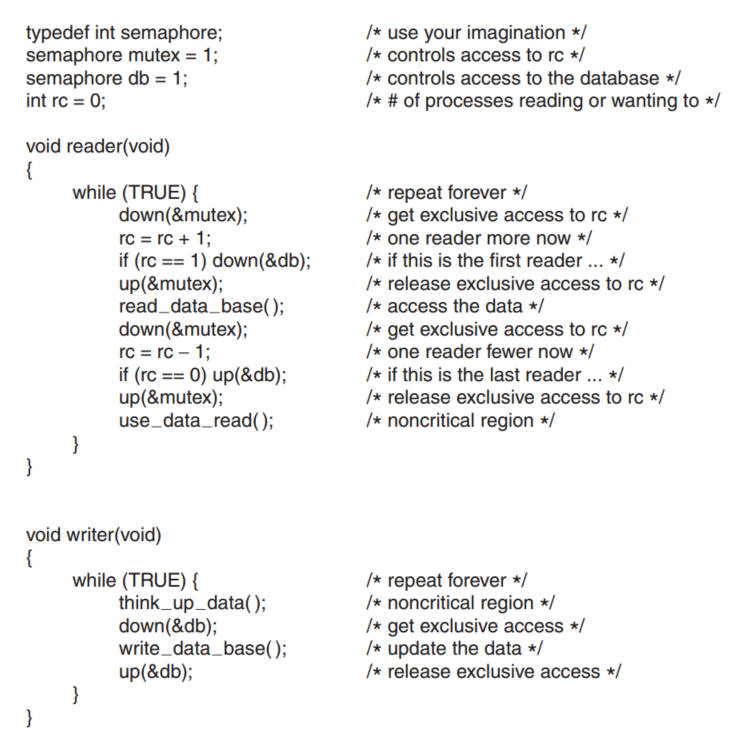 typedef int semaphore; /* use your imagination */
semaphore mutex = 1; /* controls access to rc */
semaphore db = 1; /* controls access to the database */
int rc = 0; /* # of processes reading or wanting to */
void reader(void)
{
while (TRUE) { /* repeat forever */
down(&mutex); /* get exclusive access to rc */
rc = rc + 1; /* one reader more now */
if (rc == 1) down(&db); /* if this is the first reader ... */
up(&mutex); /* release exclusive access to rc */
read_data_base( ); /* access the data */
down(&mutex); /* get exclusive access to rc */
rc = rc – 1; /* one reader fewer now */
if (rc == 0) up(&db); /* if this is the last reader ... */
up(&mutex); /* release exclusive access to rc */
use_data_read( ); /* noncritical region */
}
}
void writer(void)
{
while (TRUE) { /* repeat forever */
think_up_data( ); /* noncritical region */
down(&db); /* get exclusive access */
write_data_base( ); /* update the data */
up(&db); /* release exclusive access */
}
}